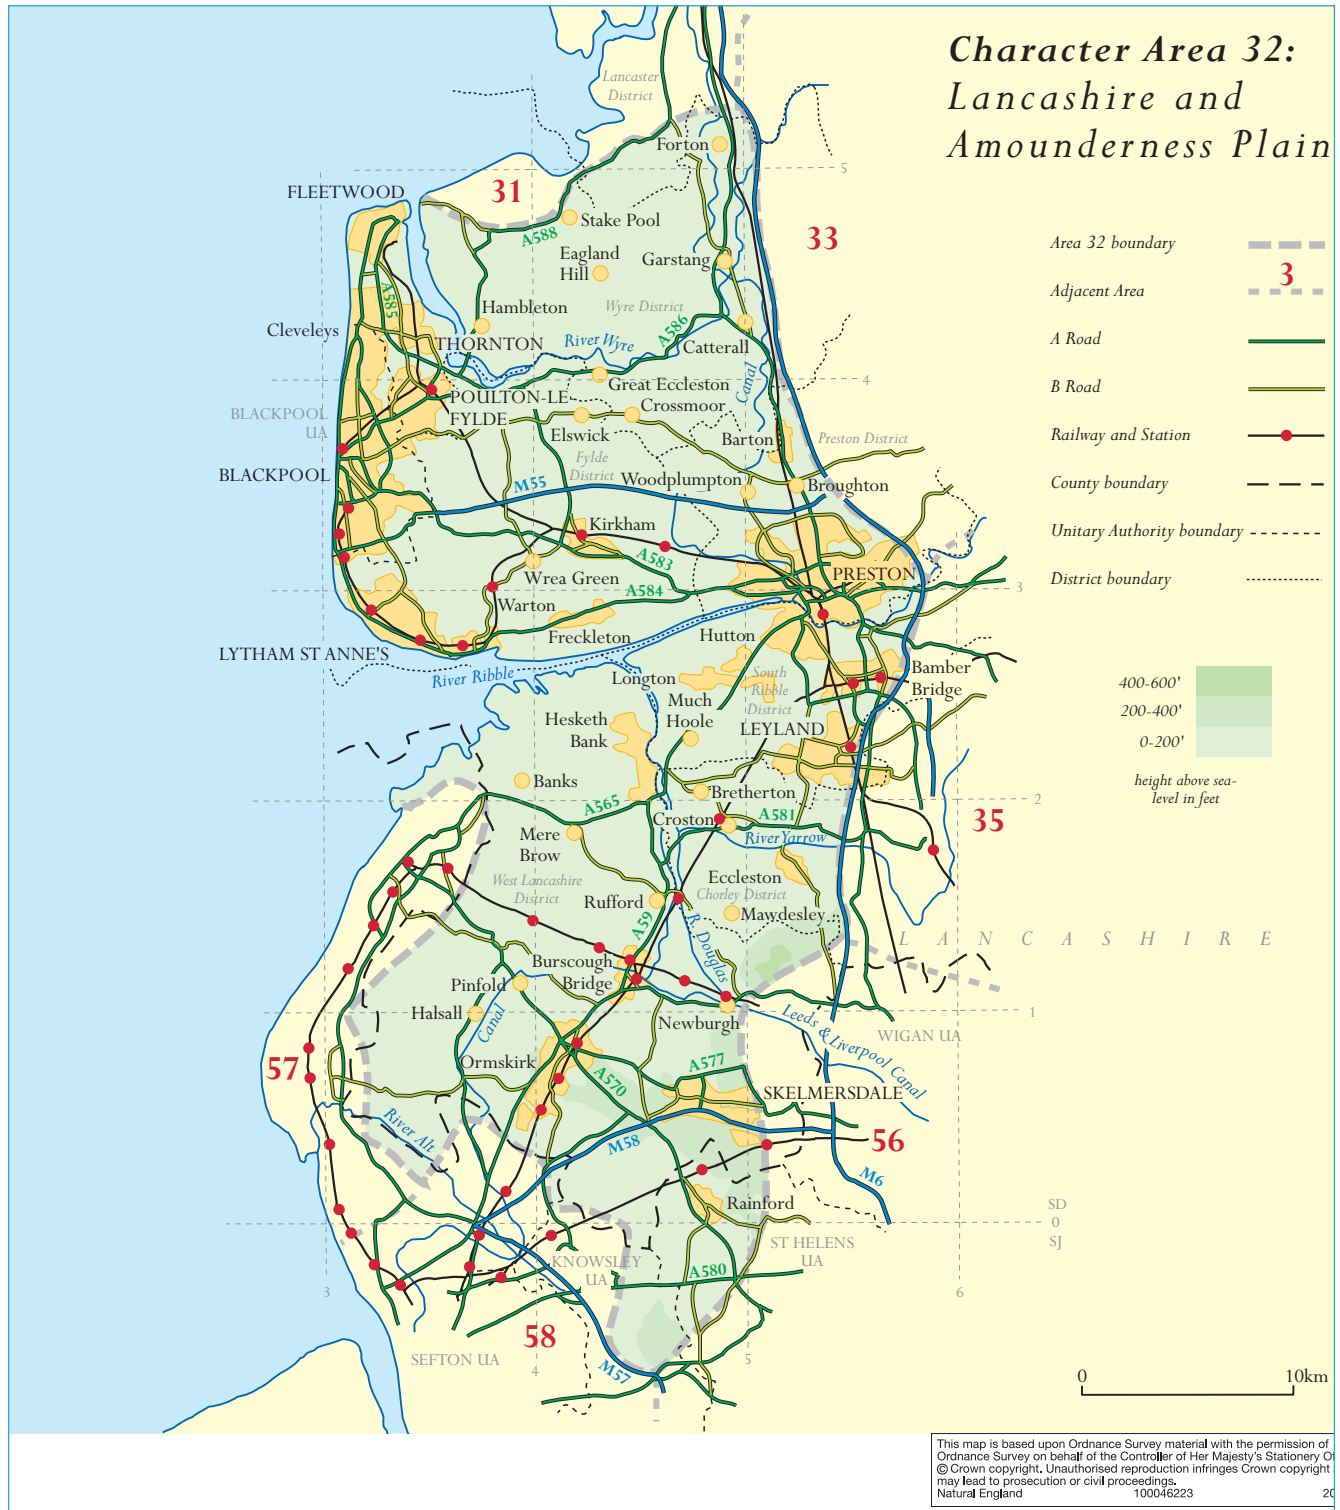 Character Area 32:
Lancashire and
Amounderness Plain
Lancaster
District
Forton
5
31
FLEETWOOD
Stake Pool
A588
33
Eagland
Hill
Garstang
A585
Hambleton
Wyre District
Cleveleys
THORNTON
River Wyre
A586
Catterall
Canal
4
Great Eccleston
POULTON-LE
FYLDE
Crossmoor
BLACKPOOL
UA
Elswick
Barton
Preston District
Fylde
District
BLACKPOOL
M55
Woodplumpton
Broughton
Kirkham
A583
PRESTON
Wrea Green
A584
3
Warton
Freckleton
Hutton
LYTHAM ST ANNE'S
River Ribble
Longton
South
Ribble
District
Bamber
Bridge
Much
Hoole
Hesketh
Bank
LEYLAND
Banks
Bretherton
A565
2
Croston
A581
35
Mere
Brow
River Yarrow
Eccleston
West Lancashire
District
Chorley District
Rufford
Mawdesley
A59
R. Douglas
LANCASHIRE
Burscough
Bridge
Pinfold
Halsall
Canal
Newburgh
1
Leeds & Liverpool Canal
WIGAN UA
Ormskirk
57
A577
A570
SKELMERSDALE
River Alt
M58
56
M6
Rainford
SD
0
SJ
ST HELENS
UA
KNOWSLEY
UA
A580
3
6
58
SEFTON UA
4
5
M57
Area 32 boundary
3
Adjacent Area
A Road
B Road
Railway and Station
County boundary
Unitary Authority boundary
District boundary
400-600'
200-400'
0-200'
height above sea-
level in feet
0 10km
This map is based upon Ordnance Survey material with the permission of
Ordnance Survey on behalf of the Controller of Her Majesty's Stationery
© Crown copyright. Unauthorised reproduction infringes Crown copyright
may lead to prosecution or civil proceedings.
Natural England 100046223 20